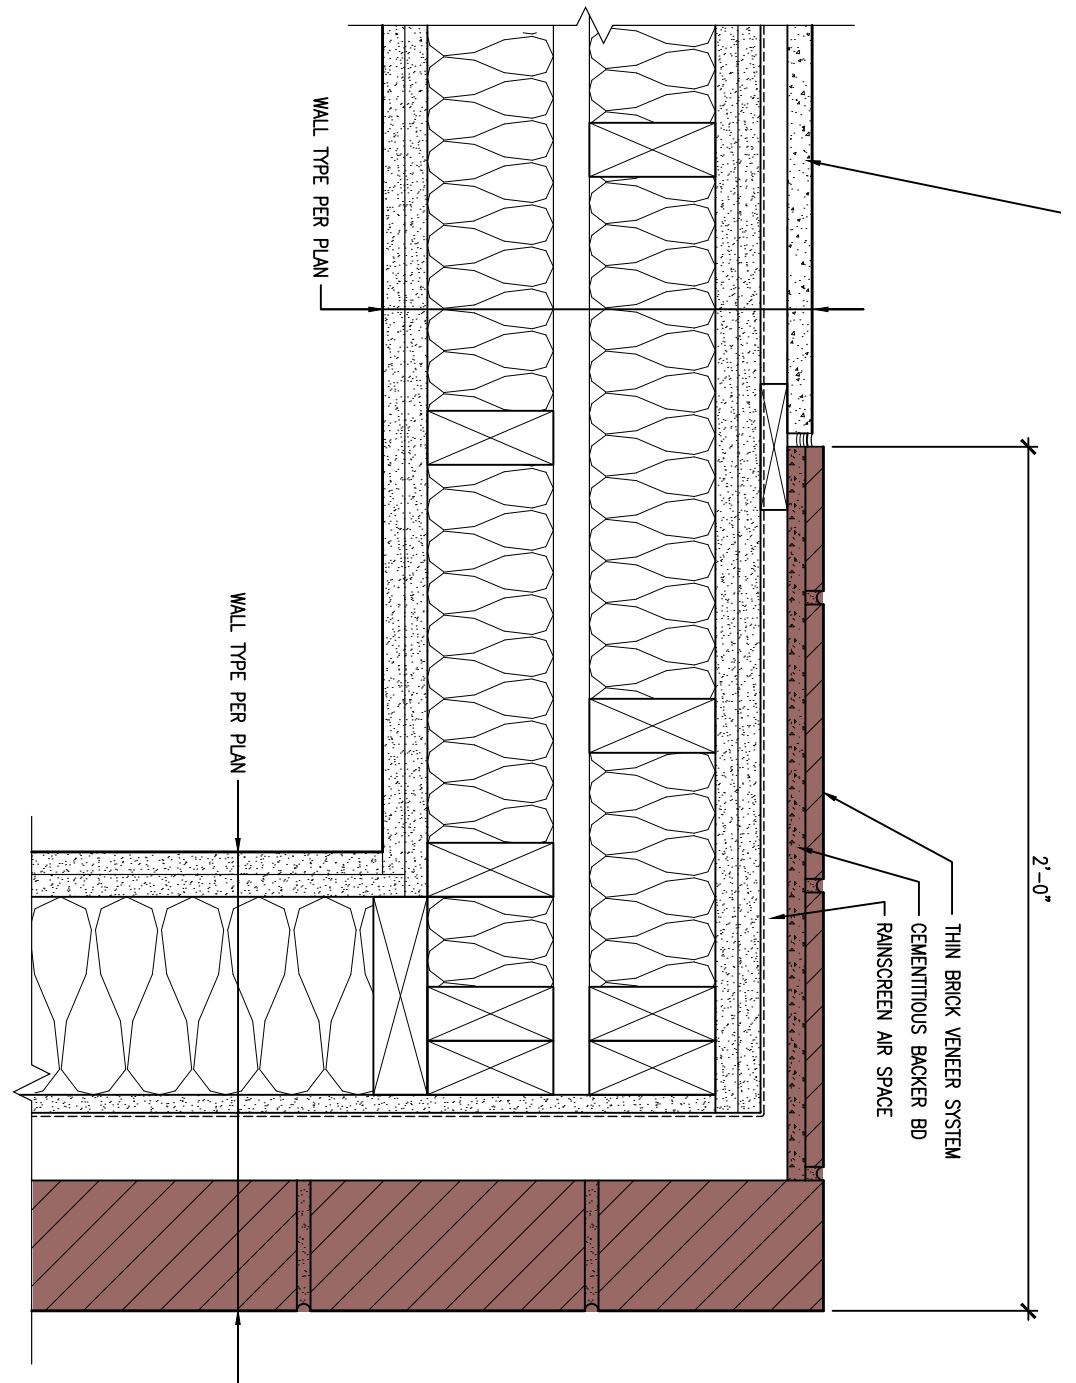 WALL TYPE PER PLAN
WALL TYPE PER PLAN
2'-0"
THIN BRICK VENEER SYSTEM
CEMENTITIOUS BACKER BD
RAINSCREEN AIR SPACE